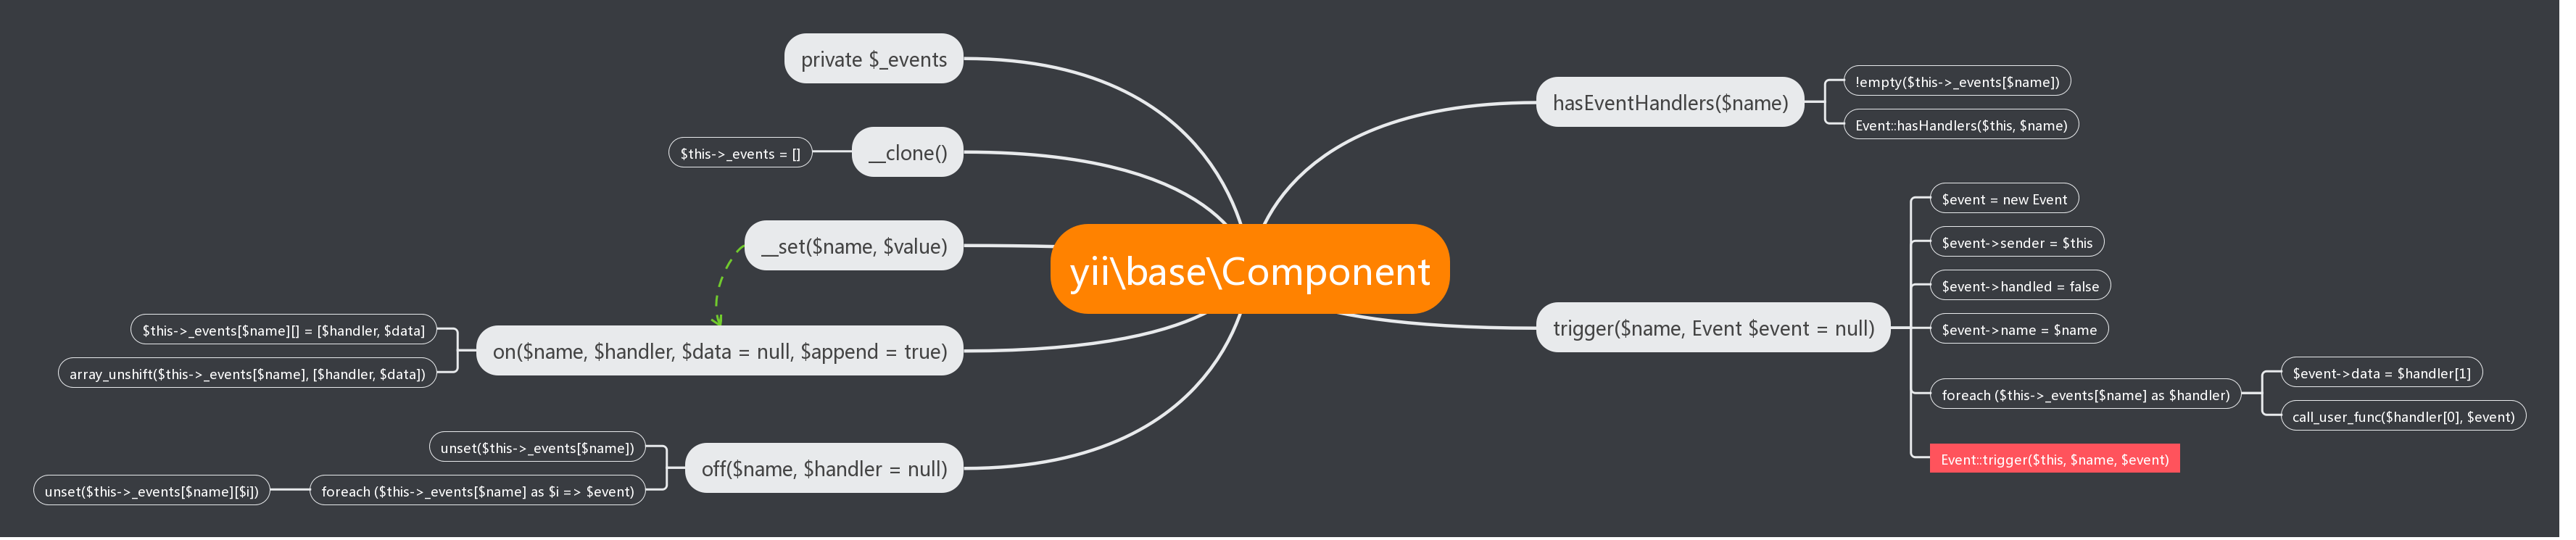 yii\base\Component
private $_events
__clone()
$this->_events = []
__set($name, $value)
on($name, $handler, $data = null, $append = true)
$this->_events[$name][] = [$handler, $data]
array_unshift($this->_events[$name], [$handler, $data])
off($name, $handler = null)
unset($this->_events[$name])
foreach ($this->_events[$name] as $i => $event)
unset($this->_events[$name][$i])
hasEventHandlers($name)
!empty($this->_events[$name])
Event::hasHandlers($this, $name)
trigger($name, Event $event = null)
$event = new Event
$event->sender = $this
$event->handled = false
$event->name = $name
foreach ($this->_events[$name] as $handler)
$event->data = $handler[1]
call_user_func($handler[0], $event)
Event::trigger($this, $name, $event)